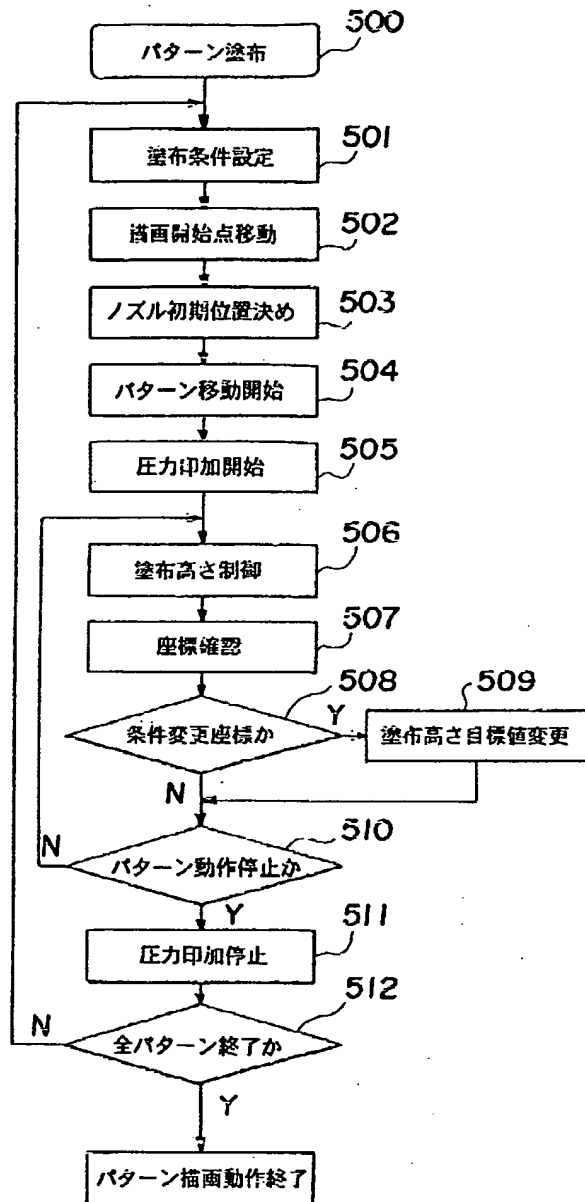 パターン塗布
500
塗布条件設定
501
描画開始点移動
502
ノズル初期位置決め
503
パターン移動開始
504
圧力印加開始
505
塗布高さ制御
506
座標確認
507
条件変更座標か
508
Y
塗布高さ目標値変更
509
N
パターン動作停止か
510
N
Y
圧力印加停止
511
全パターン終了か
512
N
Y
パターン描画動作終了